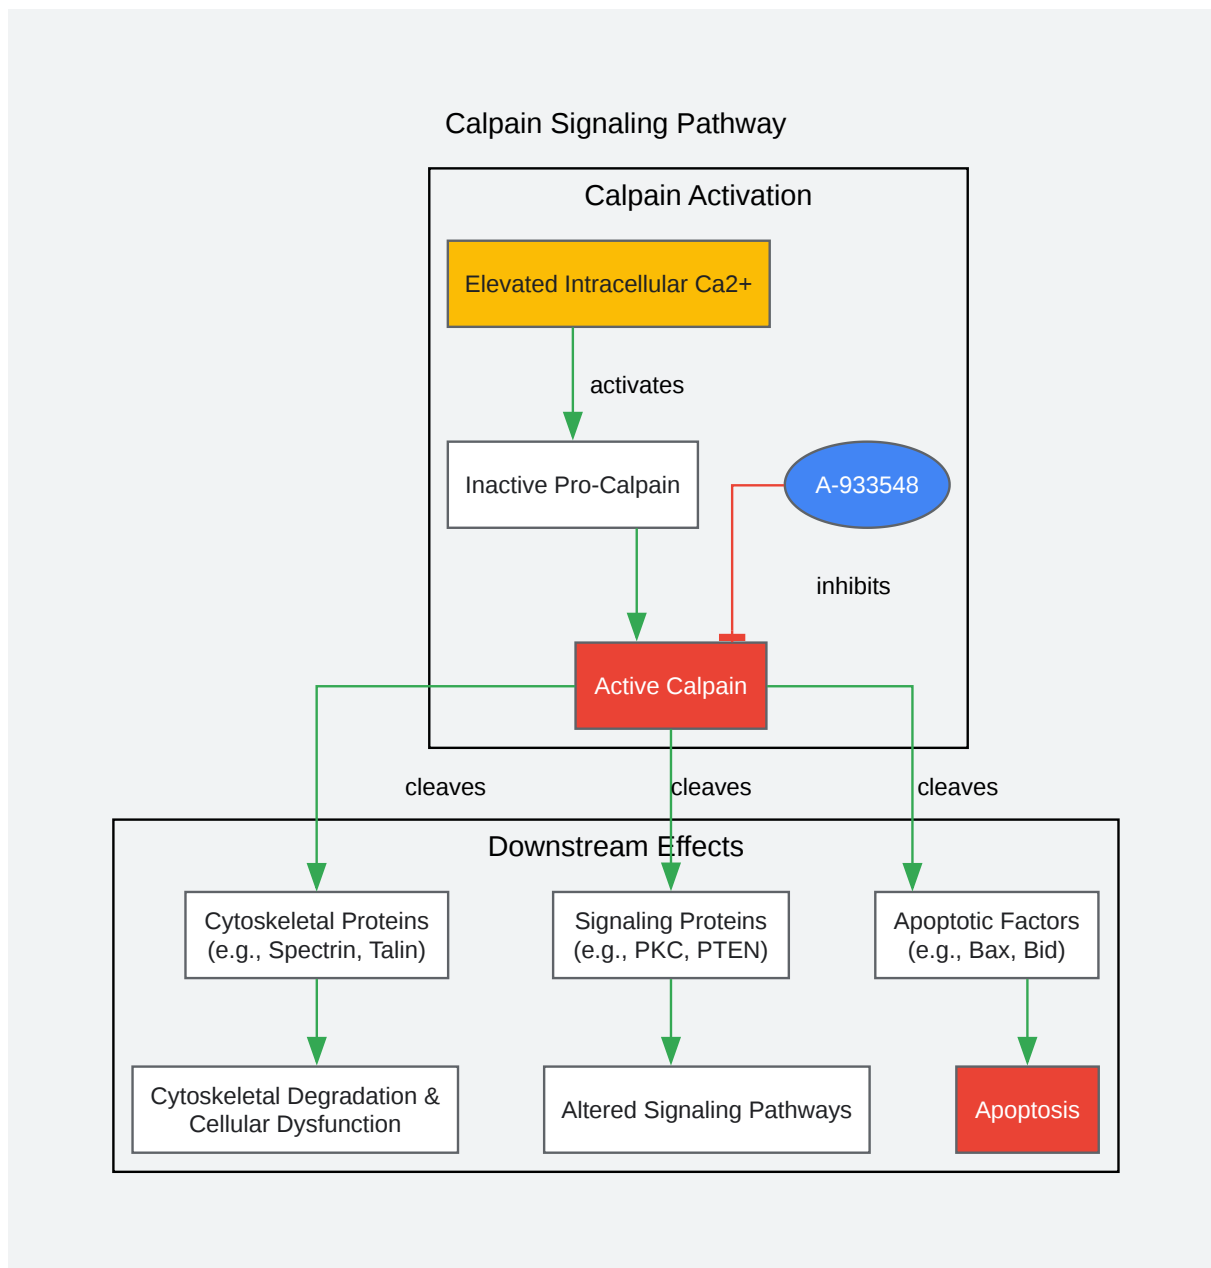 Calpain Signaling Pathway
Calpain Activation
Elevated Intracellular Ca2+
activates
Inactive Pro-Calpain
A-933548
inhibits
Active Calpain
cleaves
cleaves
cleaves
Downstream Effects
Cytoskeletal Proteins
(e.g., Spectrin, Talin)
Signaling Proteins
(e.g., PKC, PTEN)
Apoptotic Factors
(e.g., Bax, Bid)
Cytoskeletal Degradation &
Cellular Dysfunction
Altered Signaling Pathways
Apoptosis